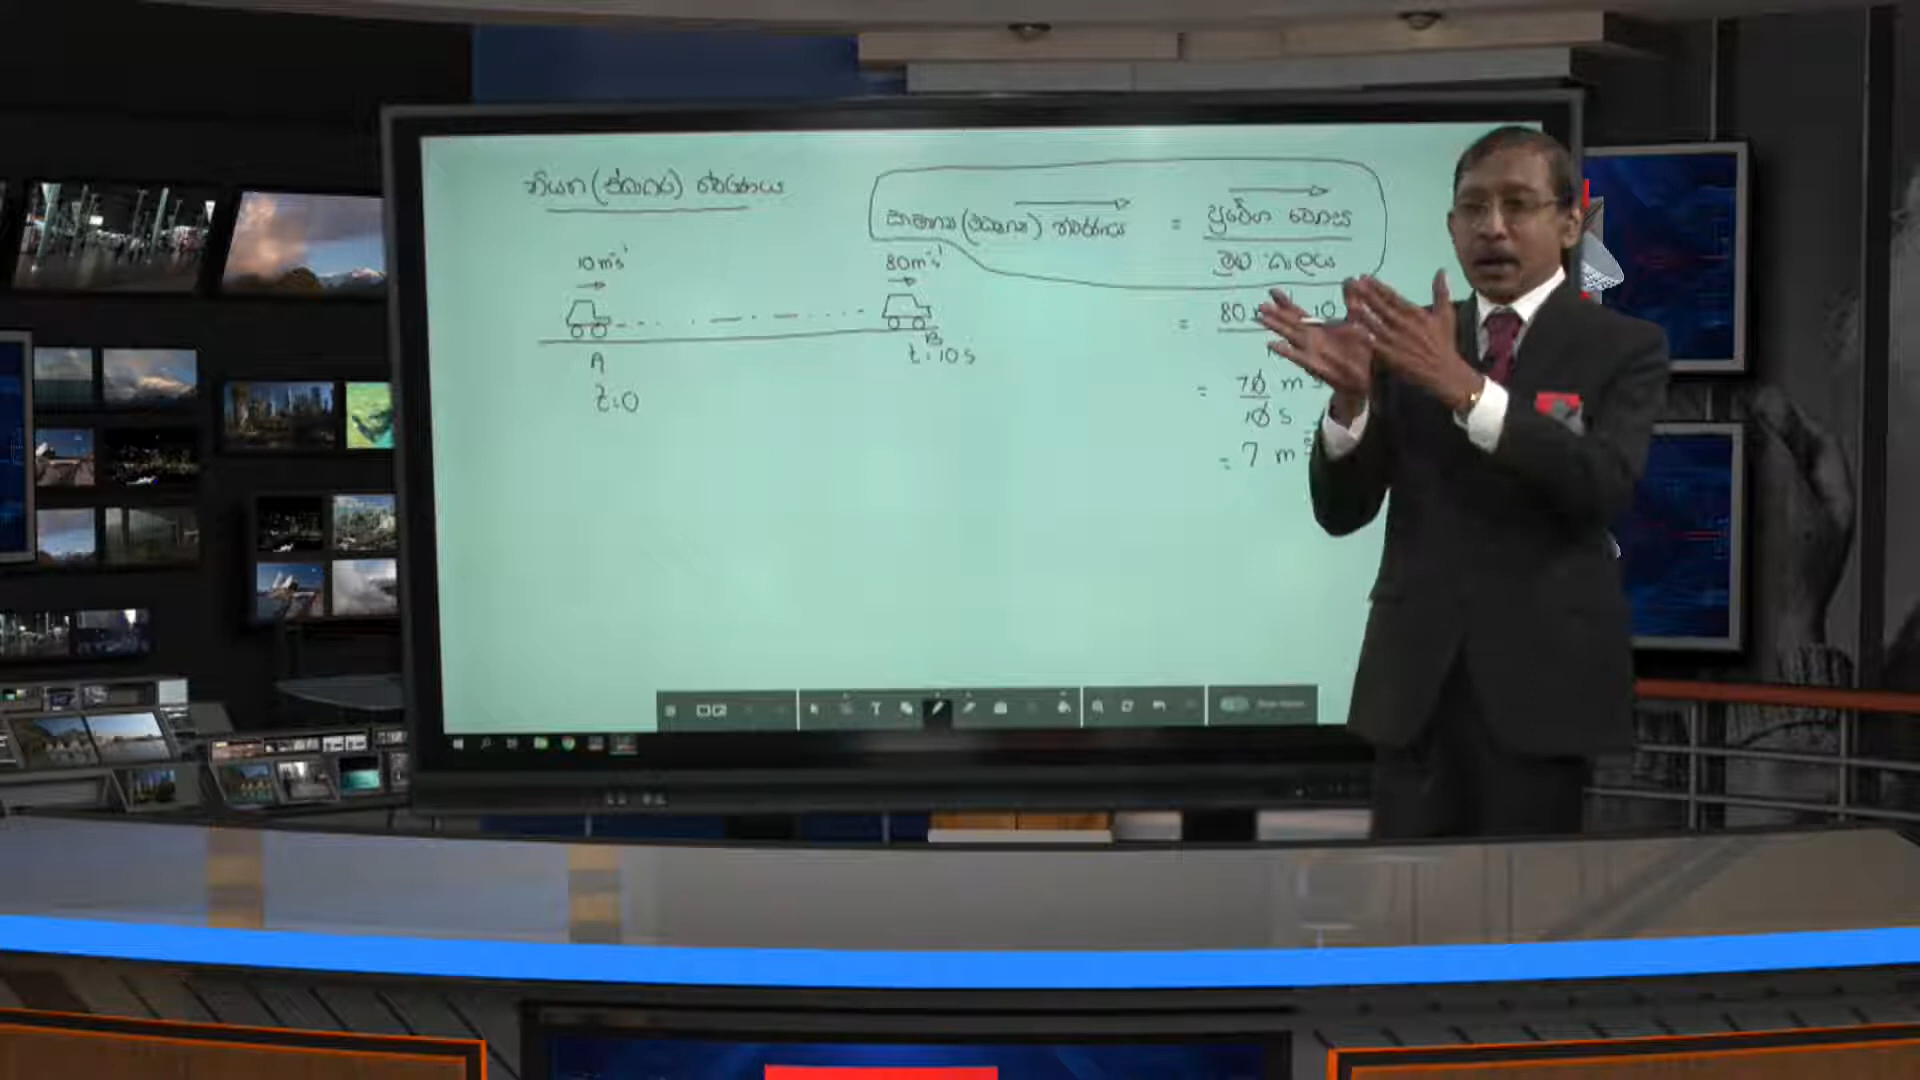 නියත (ඒකාකාර) ත්වරණය
මධ්‍යන්‍ය ත්වරණය = ප්‍රවේග වෙනස
මුළු කාලය
10 ms⁻¹
80 ms⁻¹
= 80 10
A
B
t = 0
t = 10 s
= 70 m
10 s
= 7 m